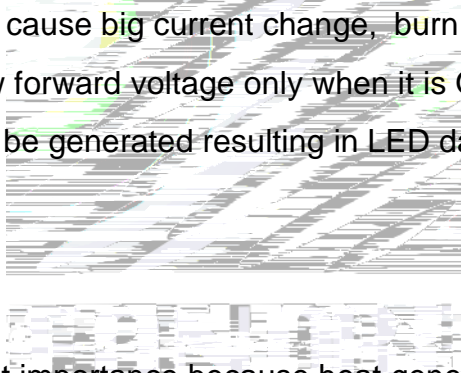 cause big current change, burn
forward voltage only when it is
be generated resulting in LED
importance because heat